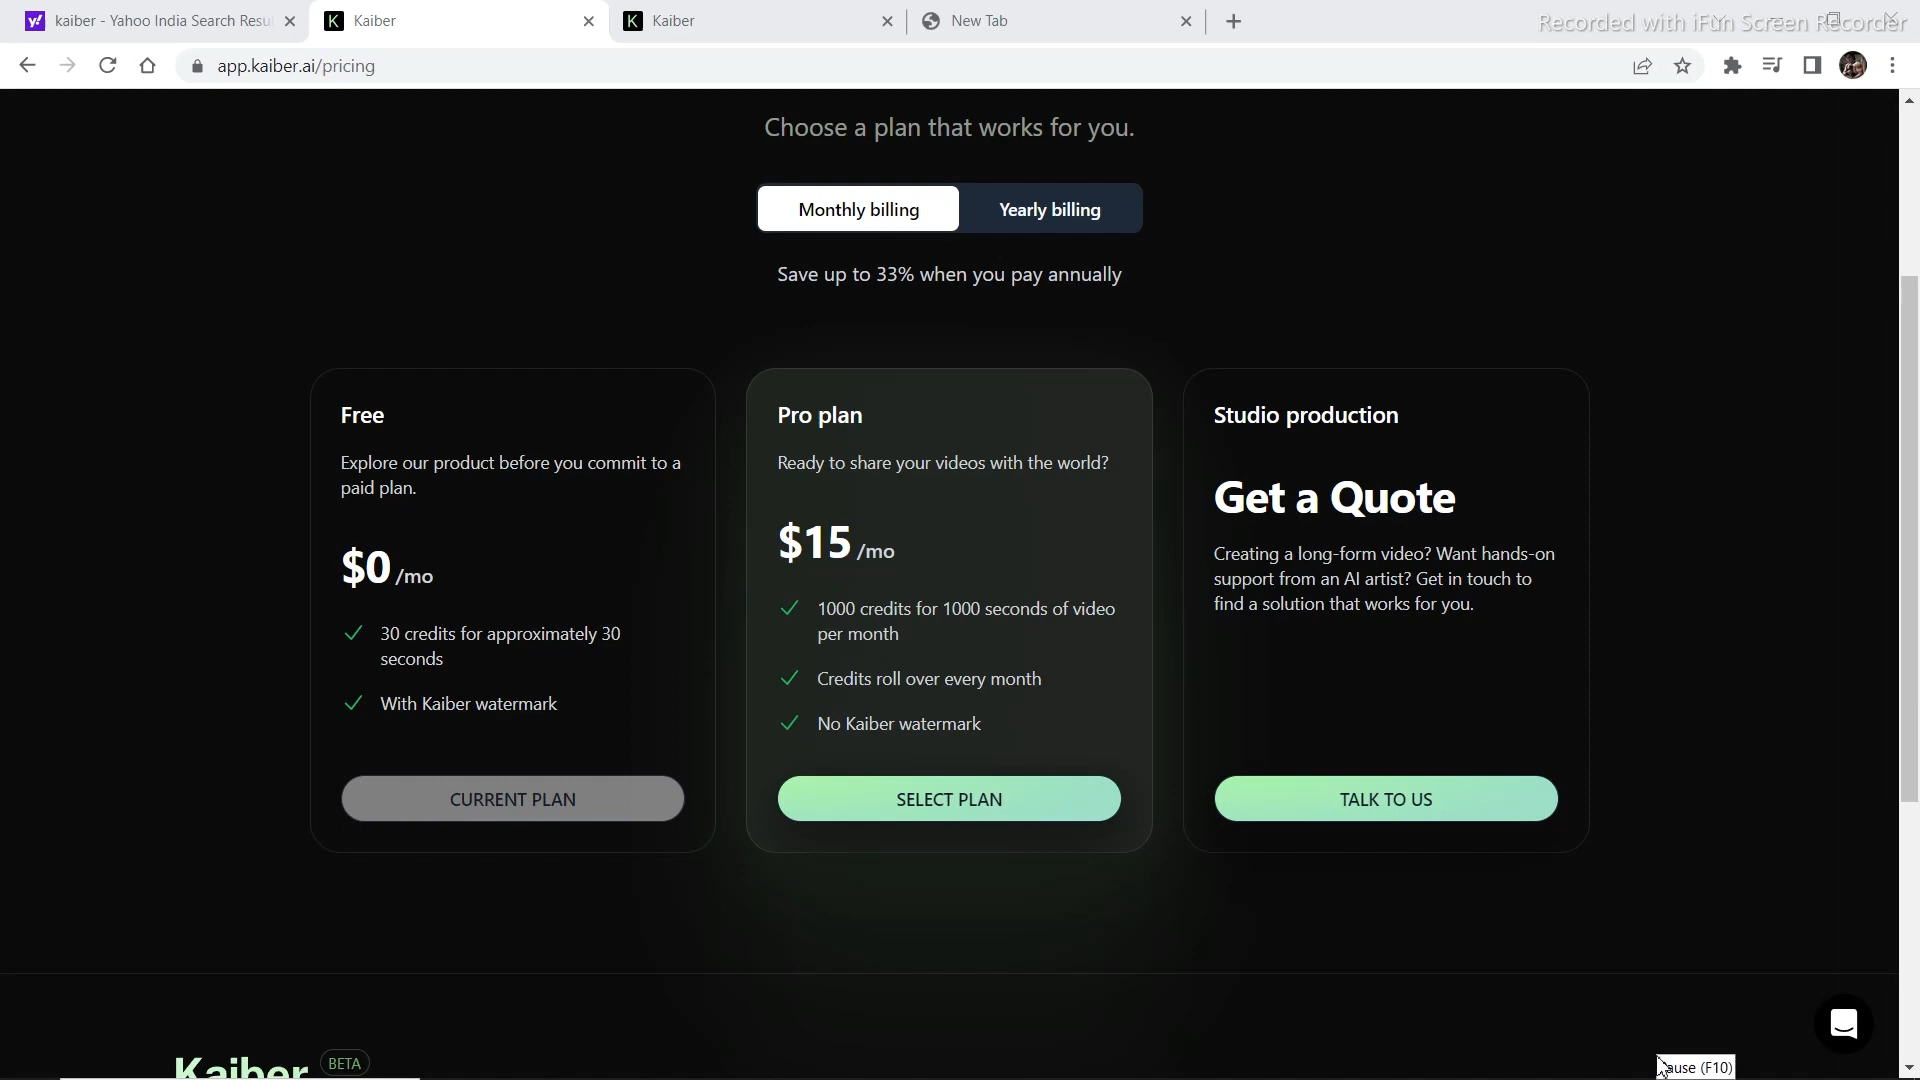 kaiber - Yahoo India Search Resu
Kaiber
Kaiber
New Tab
Recorded with iFun Screen Recorder
app.kaiber.ai/pricing
Choose a plan that works for you.
Monthly billing
Yearly billing
Save up to 33% when you pay annually
Free
Explore our product before you commit to a
paid plan.
$0 /mo
30 credits for approximately 30
seconds
With Kaiber watermark
CURRENT PLAN
Pro plan
Ready to share your videos with the world?
$15 /mo
1000 credits for 1000 seconds of video
per month
Credits roll over every month
No Kaiber watermark
SELECT PLAN
Studio production
Get a Quote
Creating a long-form video? Want hands-on
support from an AI artist? Get in touch to
find a solution that works for you.
TALK TO US
Kaiber BETA
ause (F10)